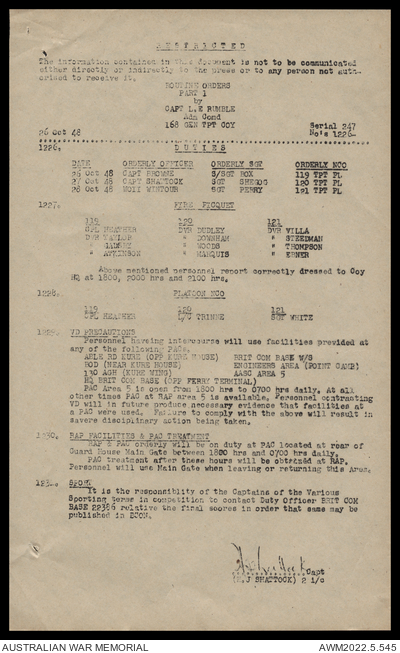 RESTRICTED
The information contained in this document is not to be communicated
either directly or indirectly to the press or to any person not auth-
orised to receive it.
ROUTINE ORDERS
PART 1
by
CAPT L.E RUMBLE
Adm Comd
168 GEN TPT COY
Serial 247
26 Oct 48 No's 1226-
1226. DUTIES
DATE ORDERLY OFFICER ORDERLY SGT ORDERLY NCO
26 Oct 48 CAPT BROWNE S/SGT FOX 119 TPT PL
27 Oct 48 CAPT SHATTOCK SGT SHEGOG 120 TPT PL
28 Oct 48 WOII WINTOUR SGT PERRY 121 TPT PL
1227. FIRE PICQUET
119 120 121
CPL HEATHER DVR DUDLEY DVR VILLA
DVR TAYLOR " DOWNHAM " STEEDMAN
" " WOODS " THOMPSON
" ATKINSON " MARQUIS " EBNER
Above mentioned personnel report correctly dressed to Coy
HQ at 1800, 2000 hrs and 2100 hrs.
1228. PLATOON NCO
119 120 121
CPL HEATHER L/C TRINNE SGT WHITE
1229. VD PRECAUTIONS
Personnel having intercourse will use facilities provided at
any of the following PACs.
ABLE RD KURE (OPP KURE HOUSE) BRIT COM BASE W/S
ROD (NEAR KURE HOUSE) ENGINEERS AREA (POINT CAMP)
130 AGH (KURE WING) AASC AREA 5
HQ BRIT COM BASE (OPP FERRY TERMINAL)
PAC Area 5 is open from 1800 hrs to 0700 hrs daily. At all
other times PAC at RAP area 5 is available. Personnel contracting
VD will in future produce necessary evidence that facilities at
a PAC were used. Failure to comply with the above will result in
severe disciplinary action being taken.
1230. RAP FACILITIES & PAC TREATMENT
RAP & PAC orderly will be on duty at PAC located at rear of
Guard House Main Gate between 1800 hrs and 0700 hrs daily.
PAC treatment after these hours will be obtained at RAP.
Personnel will use Main Gate when leaving or returning this Area.
1231. SPORT
It is the responsiblity of the Captains of the Various
Sporting teams in competition to contact Duty Officer BRIT COM
BASE 22386 relative the final scores in order that same may be
published in BCON.
Capt
J SHATTOCK) 2 i/c
AUSTRALIAN WAR MEMORIAL AWM2022.5.545